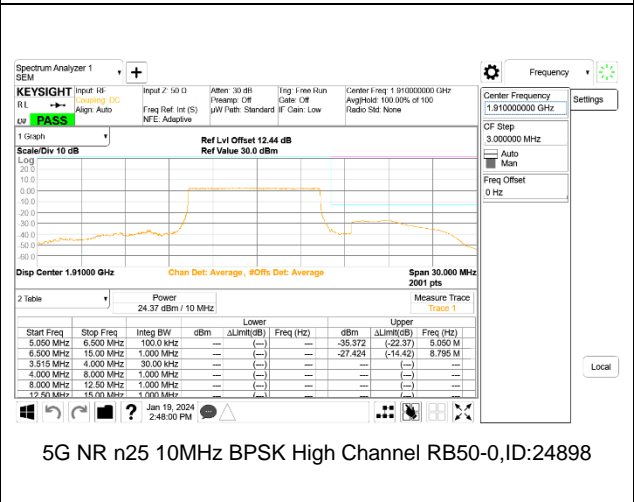 Spectrum Analyzer 1
SEM
+
Frequency
KEYSIGHT
RL
PASS
Input: RF
Coupling: DC
Align: Auto
Input Z: 50 Ω
Freq Ref: Int (S)
NFE: Adaptive
Atten: 30 dB
Preamp: Off
µW Path: Standard
Trig: Free Run
Gate: Off
IF Gain: Low
Center Freq: 1.910000000 GHz
Avg|Hold: 100.00% of 100
Radio Std: None
Center Frequency
1.910000000 GHz
Settings
CF Step
3.000000 MHz
Auto
Man
Freq Offset
0 Hz
Local
1 Graph
Scale/Div 10 dB
Ref Lvl Offset 12.44 dB
Ref Value 30.0 dBm
Log
20.0
10.0
0.00
-10.0
-20.0
-30.0
-40.0
-50.0
-60.0
Disp Center 1.91000 GHz
Chan Det: Average, #Offs Det: Average
Span 30.000 MHz
2001 pts
2 Table
Power
24.37 dBm / 10 MHz
Measure Trace
Trace 1
Lower Upper
Start Freq Stop Freq Integ BW dBm ΔLimit(dB) Freq (Hz) dBm ΔLimit(dB) Freq (Hz)
5.050 MHz 6.500 MHz 100.0 kHz --- (---) --- -35.372 (-22.37) 5.050 M
6.500 MHz 15.00 MHz 1.000 MHz --- (---) --- -27.424 (-14.42) 8.795 M
3.515 MHz 4.000 MHz 30.00 kHz --- (---) --- --- (---) ---
4.000 MHz 8.000 MHz 1.000 MHz --- (---) --- --- (---) ---
8.000 MHz 12.50 MHz 1.000 MHz --- (---) --- --- (---) ---
12.50 MHz 15.00 MHz 1.000 MHz --- (---) --- --- (---) ---
?
Jan 19, 2024
2:48:00 PM
5G NR n25 10MHz BPSK High Channel RB50-0,ID:24898